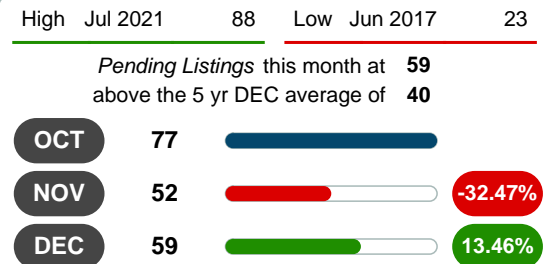 High Jul 2021 88 Low Jun 2017 23
Pending Listings this month at 59
above the 5 yr DEC average of 40
OCT 77
NOV 52 -32.47%
DEC 59 13.46%